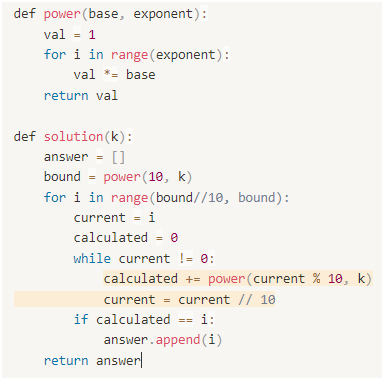 def power(base, exponent):
    val = 1
    for i in range(exponent):
        val *= base
    return val

def solution(k):
    answer = []
    bound = power(10, k)
    for i in range(bound//10, bound):
        current = i
        calculated = 0
        while current != 0:
            calculated += power(current % 10, k)
            current = current // 10
        if calculated == i:
            answer.append(i)
    return answer